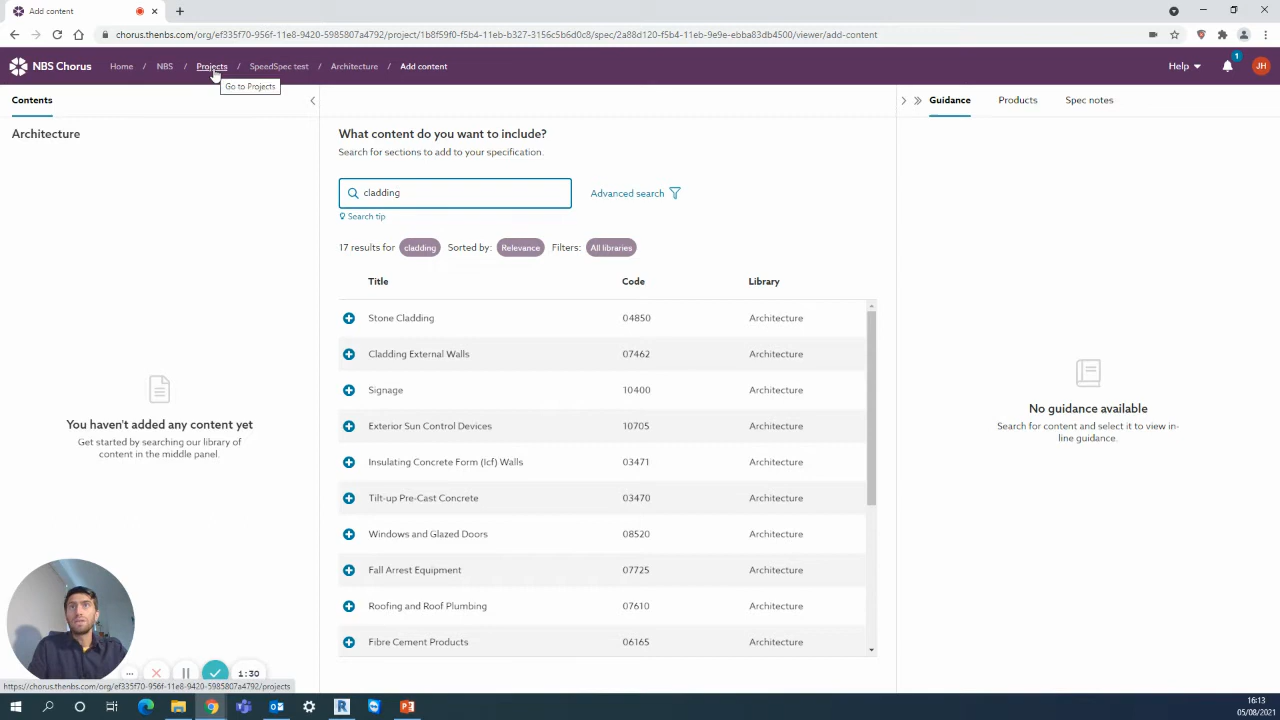 Add content
chorus.thenbs.com/org/ef335f70-956f-11e8-9420-5985807a4792/project/1b8f59f0-f5b4-11eb-b327-3156c5b6d0c8/spec/2a88d120-f5b4-11eb-9e9e-ebba83db4500/viewer/add-content
NBS Chorus Home / NBS / Projects / SpeedSpec test / Architecture / Add content Help 1 JH
Go to Projects
Contents
Architecture
You haven't added any content yet
Get started by searching our library of
content in the middle panel.
What content do you want to include?
Search for sections to add to your specification.
cladding
Advanced search
Search tip
17 results for cladding Sorted by: Relevance Filters: All libraries
Title Code Library
Stone Cladding 04850 Architecture
Cladding External Walls 07462 Architecture
Signage 10400 Architecture
Exterior Sun Control Devices 10705 Architecture
Insulating Concrete Form (Icf) Walls 03471 Architecture
Tilt-up Pre-Cast Concrete 03470 Architecture
Windows and Glazed Doors 08520 Architecture
Fall Arrest Equipment 07725 Architecture
Roofing and Roof Plumbing 07610 Architecture
Fibre Cement Products 06165 Architecture
Guidance Products Spec notes
No guidance available
Search for content and select it to view in-
line guidance.
1:30
https://chorus.thenbs.com/org/ef335f70-956f-11e8-9420-5985807a4792/projects
16:13
05/08/2021